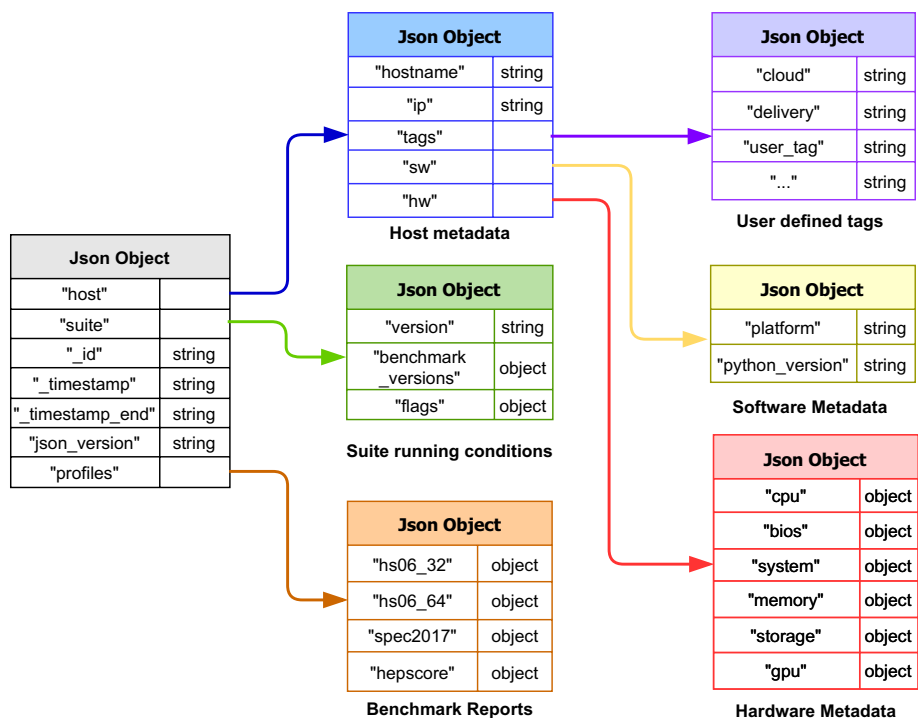 Json Object
"host"
"suite"
"_id" string
"_timestamp" string
"_timestamp_end" string
"json_version" string
"profiles"
Json Object
"hostname" string
"ip" string
"tags"
"sw"
"hw"
Host metadata
Json Object
"version" string
"benchmark
_versions" object
"flags" object
Suite running conditions
Json Object
"hs06_32" object
"hs06_64" object
"spec2017" object
"hepscore" object
Benchmark Reports
Json Object
"cloud" string
"delivery" string
"user_tag" string
"..." string
User defined tags
Json Object
"platform" string
"python_version" string
Software Metadata
Json Object
"cpu" object
"bios" object
"system" object
"memory" object
"storage" object
"gpu" object
Hardware Metadata